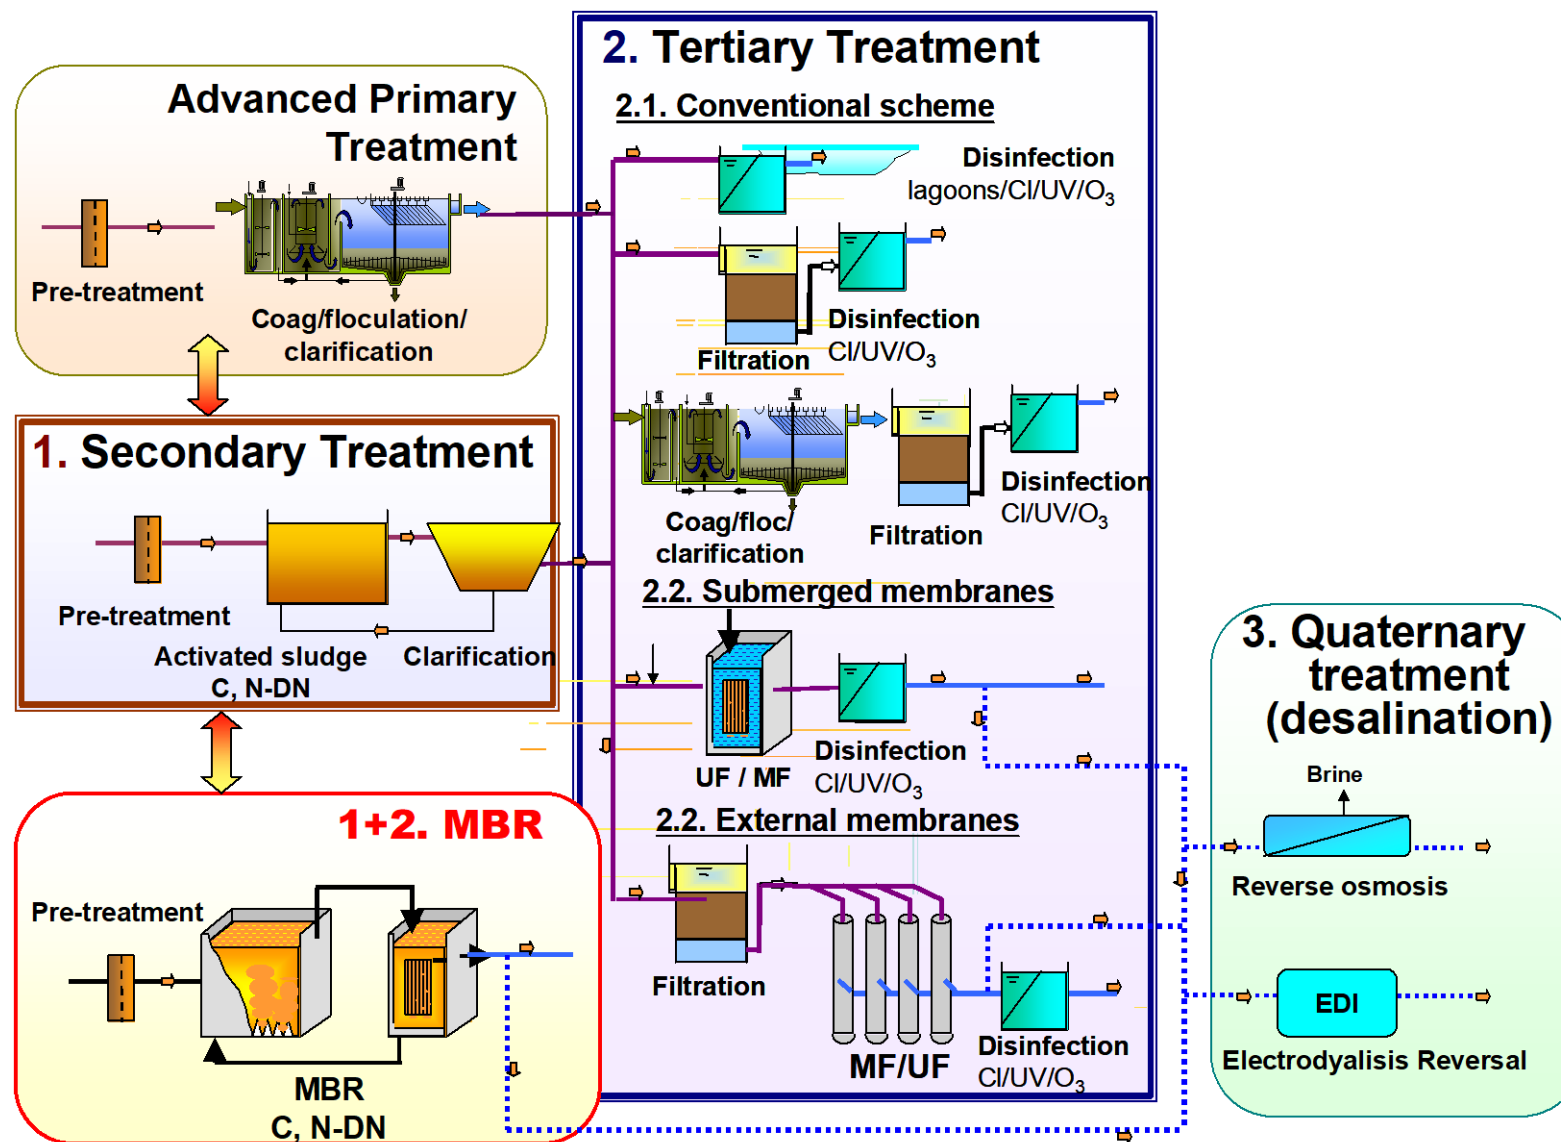 Advanced Primary
Treatment
Pre-treatment
Coag/floculation/
clarification
1. Secondary Treatment
Pre-treatment
Activated sludge
C, N-DN
Clarification
1+2. MBR
Pre-treatment
MBR
C, N-DN
2. Tertiary Treatment
2.1. Conventional scheme
Disinfection
lagoons/Cl/UV/O3
Filtration
Disinfection
Cl/UV/O3
Coag/floc/
clarification
Filtration
Disinfection
Cl/UV/O3
2.2. Submerged membranes
UF / MF
Disinfection
Cl/UV/O3
2.2. External membranes
Filtration
MF/UF
Disinfection
Cl/UV/O3
3. Quaternary
treatment
(desalination)
Brine
Reverse osmosis
EDI
Electrodyalisis Reversal